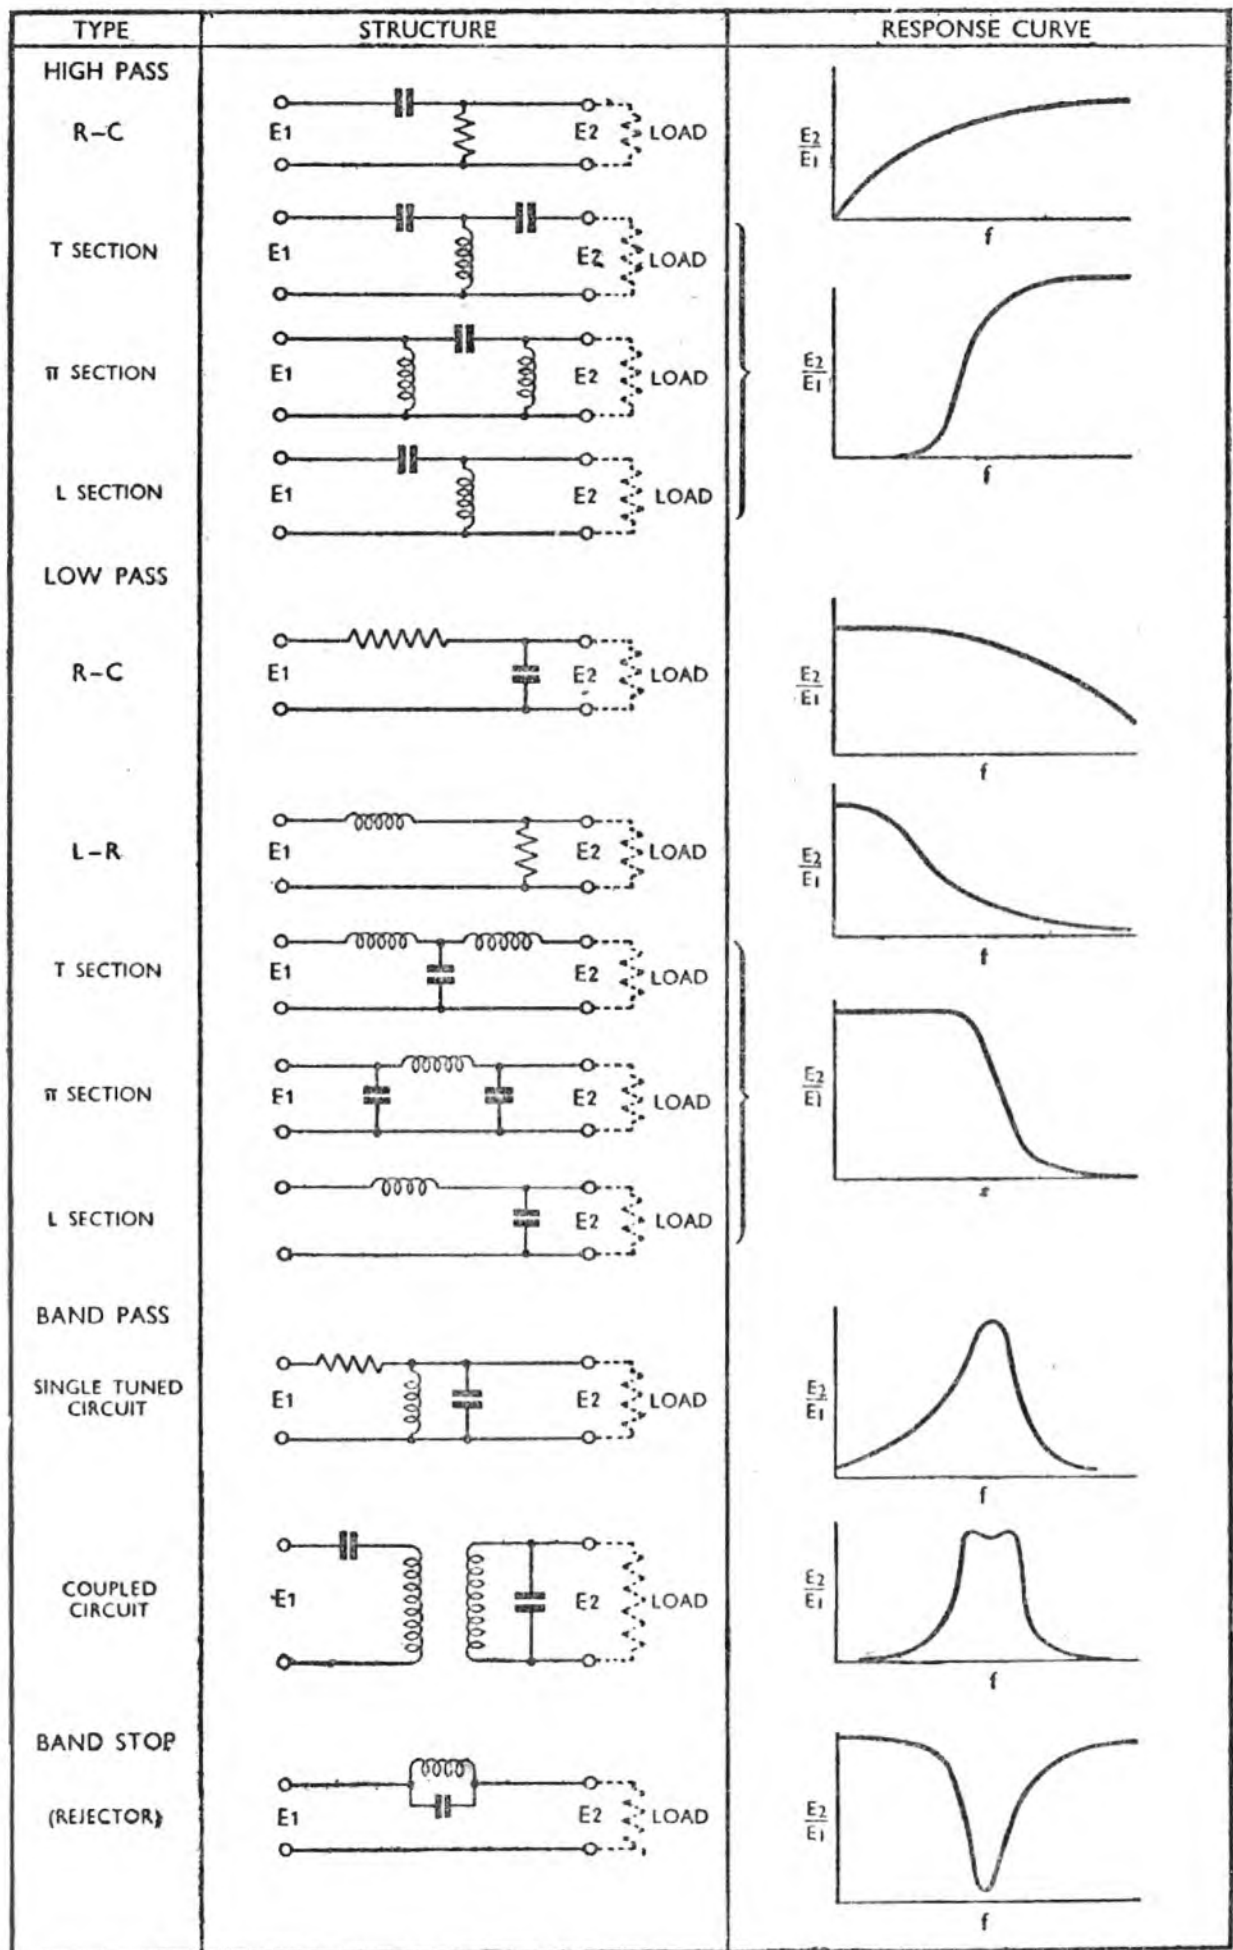 TYPE STRUCTURE RESPONSE CURVE
HIGH PASS
R-C
E1 E2 LOAD
E2
E1
f
T SECTION
E1 E2 LOAD
π SECTION
E1 E2 LOAD
E2
E1
f
L SECTION
E1 E2 LOAD
LOW PASS
R-C
E1 E2 LOAD
E2
E1
f
L-R
E1 E2 LOAD
E2
E1
f
T SECTION
E1 E2 LOAD
π SECTION
E1 E2 LOAD
E2
E1
L SECTION
E1 E2 LOAD
BAND PASS
SINGLE TUNED
CIRCUIT
E1 E2 LOAD
E2
E1
f
COUPLED
CIRCUIT
E1 E2 LOAD
E2
E1
f
BAND STOP
(REJECTOR)
E1 E2 LOAD
E2
E1
f